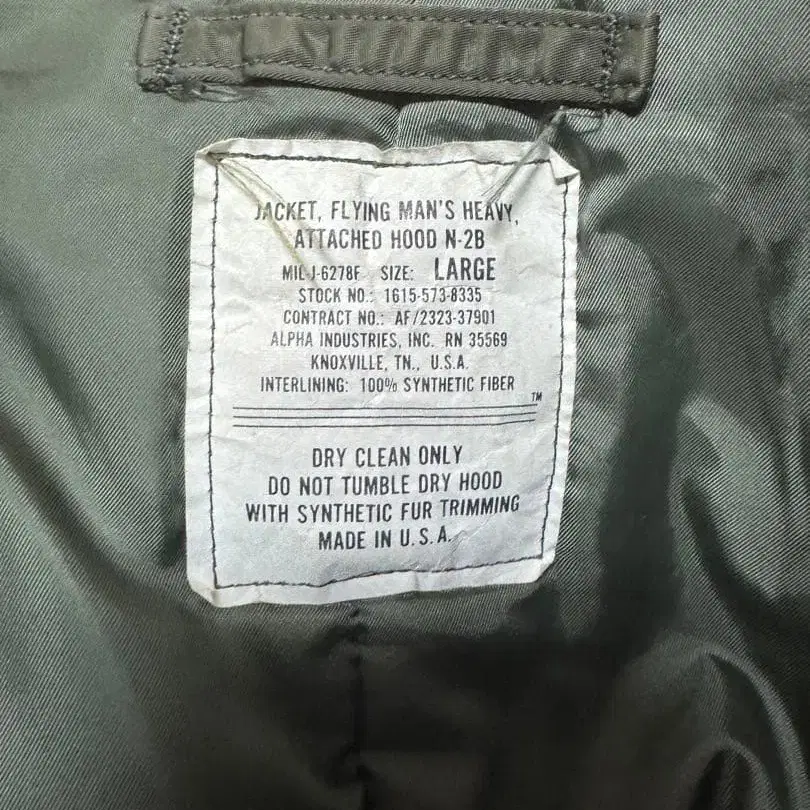 JACKET, FLYING MAN'S HEAVY,
ATTACHED HOOD N-2B
MIL-J-6278F SIZE: LARGE
STOCK NO.: 1615-573-8335
CONTRACT NO.: AF/2323-37901
ALPHA INDUSTRIES, INC. RN 35569
KNOXVILLE, TN., U.S.A.
INTERLINING: 100% SYNTHETIC FIBER
TM
DRY CLEAN ONLY
DO NOT TUMBLE DRY HOOD
WITH SYNTHETIC FUR TRIMMING
MADE IN U.S.A.